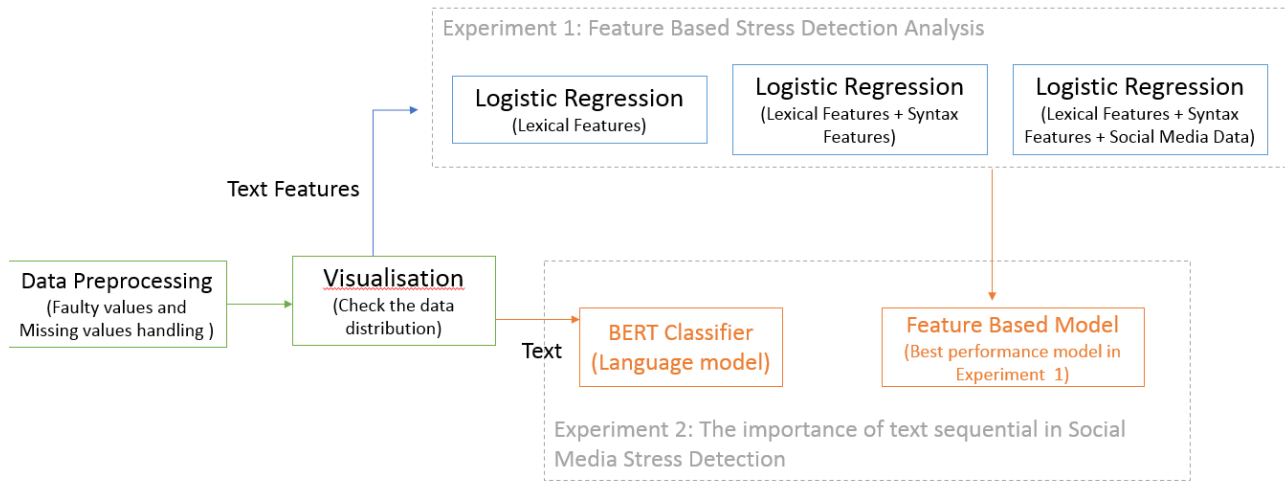 Experiment 1: Feature Based Stress Detection Analysis
Logistic Regression
(Lexical Features)
Logistic Regression
(Lexical Features + Syntax
Features)
Logistic Regression
(Lexical Features + Syntax
Features + Social Media Data)
Text Features
Data Preprocessing
(Faulty values and
Missing values handling )
Visualisation
(Check the data
distribution)
Text
BERT Classifier
(Language model)
Feature Based Model
(Best performance model in
Experiment  1)
Experiment 2: The importance of text sequential in Social
Media Stress Detection